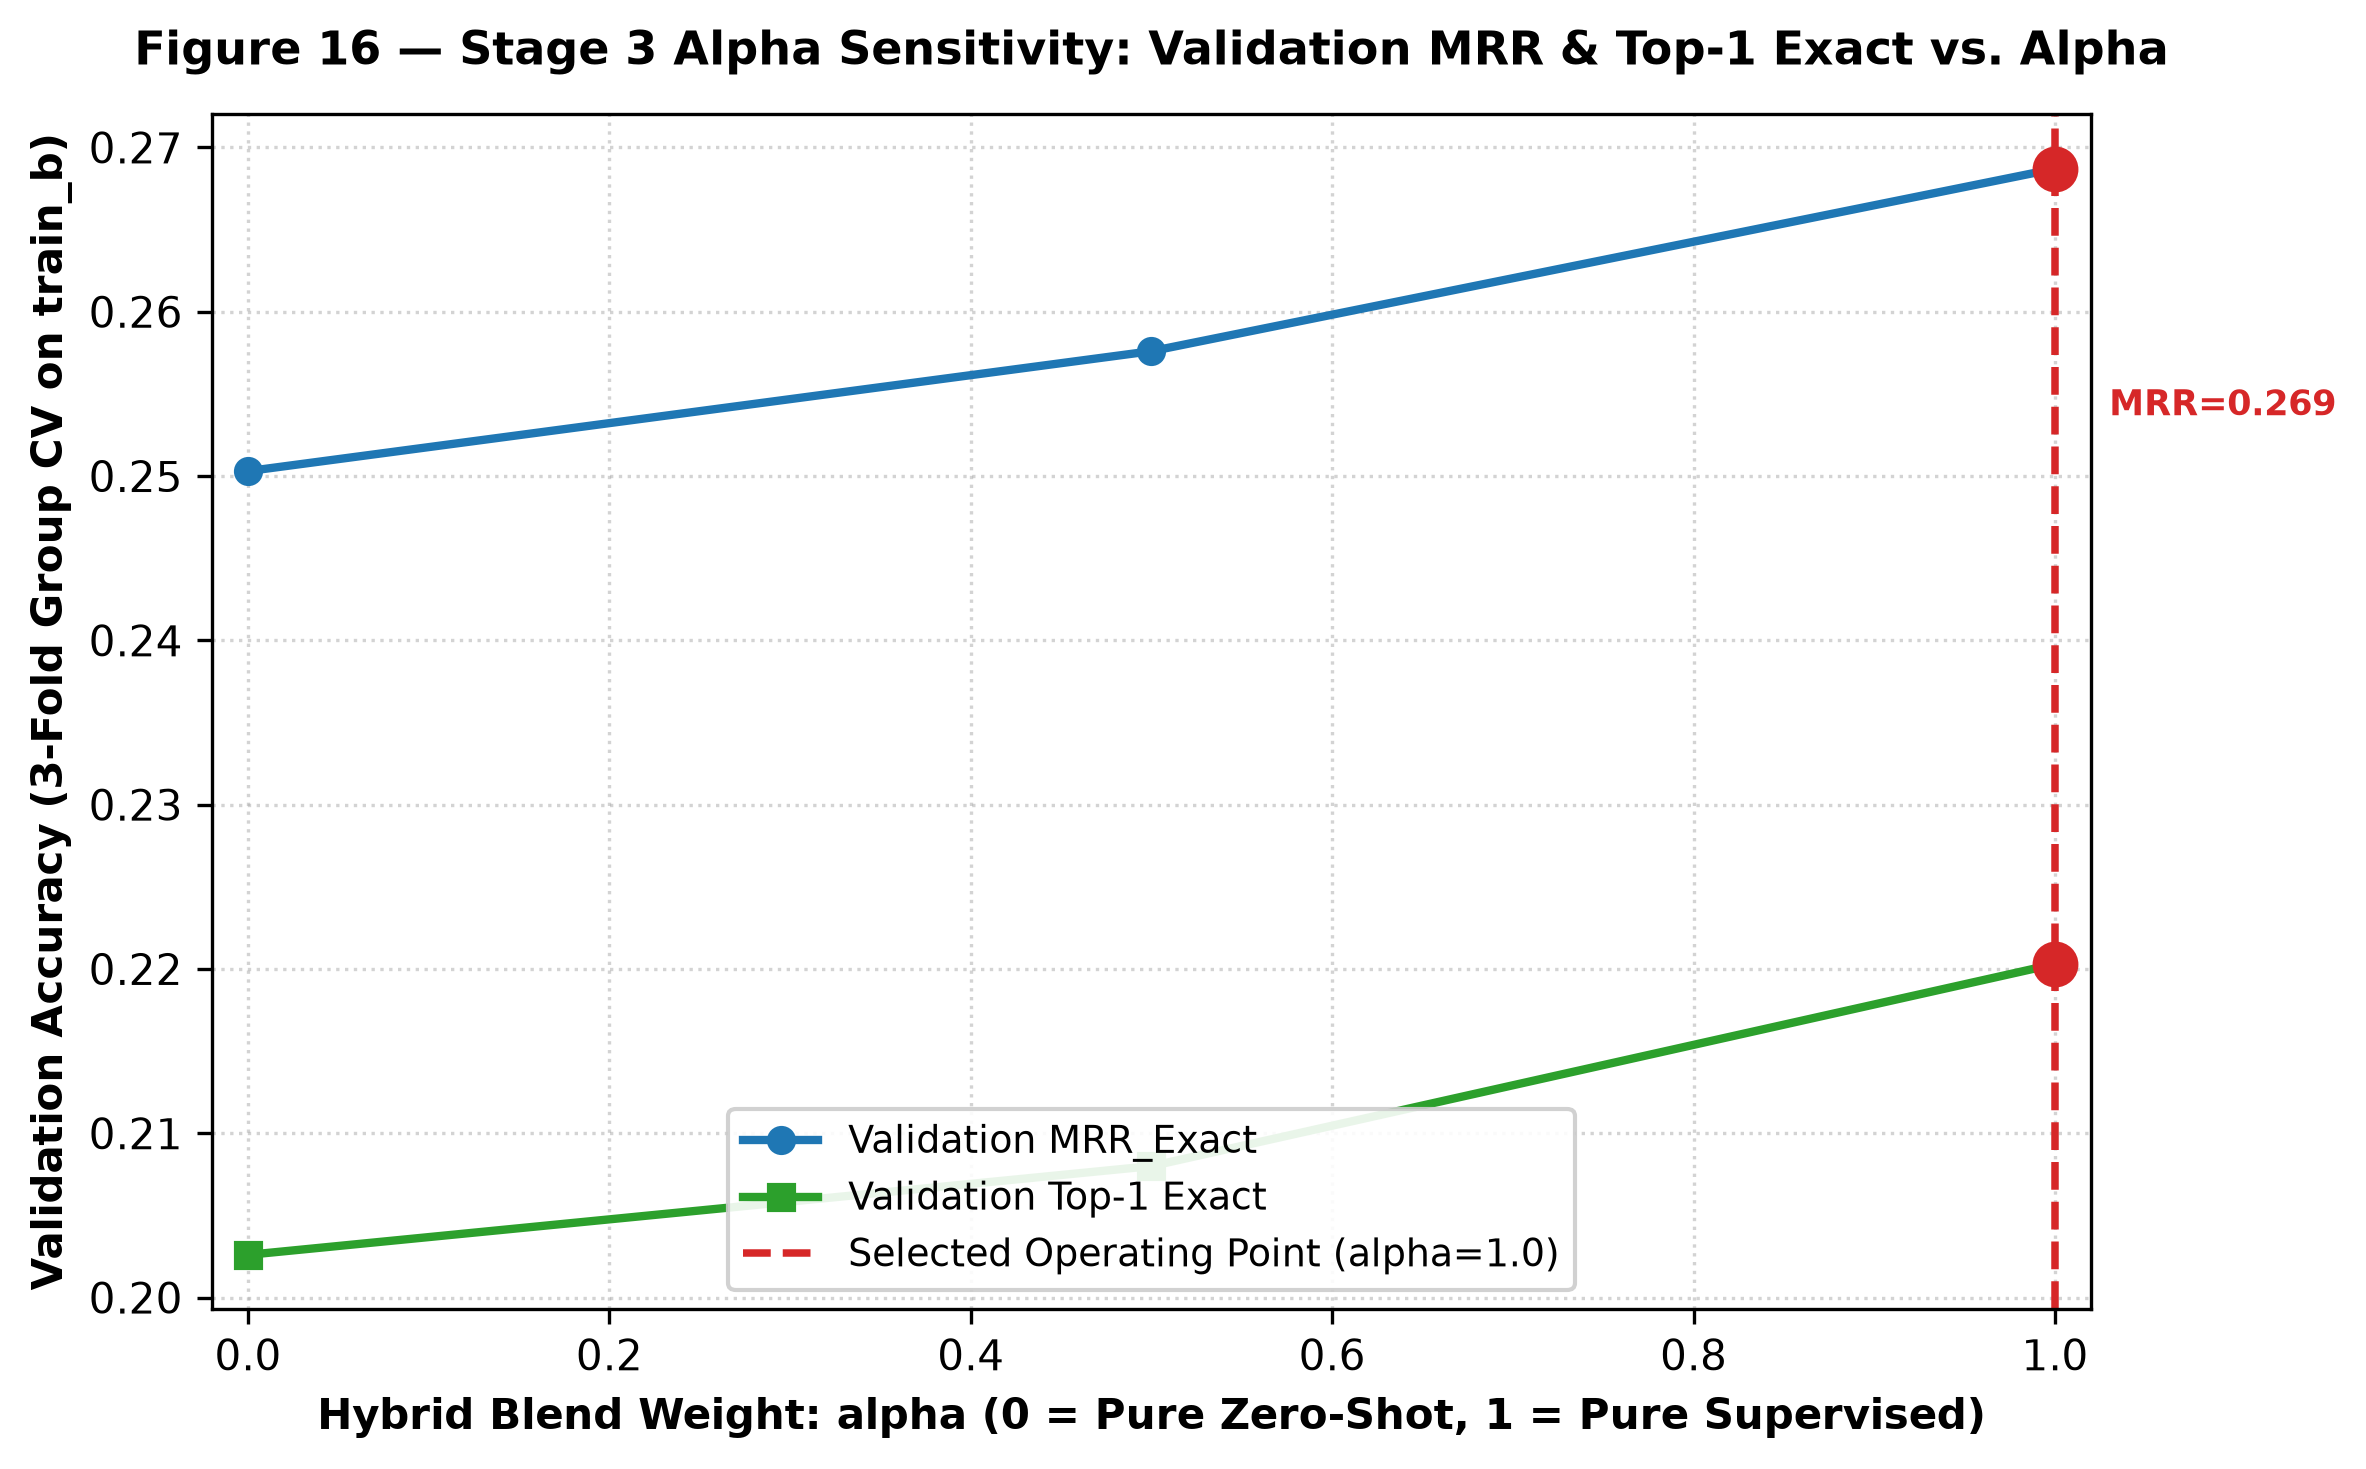 Figure 16 — Stage 3 Alpha Sensitivity: Validation MRR & Top-1 Exact vs. Alpha
Validation Accuracy (3-Fold Group CV on train_b)
0.27
0.26
0.25
0.24
0.23
0.22
0.21
0.20
MRR=0.269
Validation MRR_Exact
Validation Top-1 Exact
Selected Operating Point (alpha=1.0)
0.0 0.2 0.4 0.6 0.8 1.0
Hybrid Blend Weight: alpha (0 = Pure Zero-Shot, 1 = Pure Supervised)